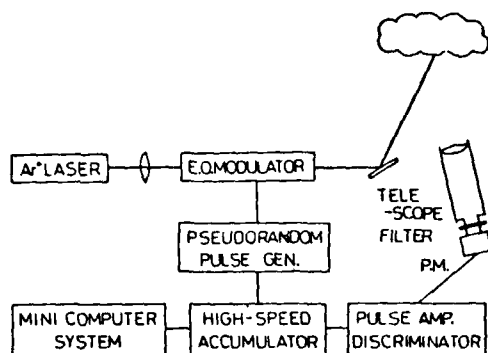 Ar⁺ LASER
E.O.MODULATOR
TELE
-SCOPE
FILTER
P.M.
PSEUDORANDOM
PULSE GEN.
MINI COMPUTER
SYSTEM
HIGH-SPEED
ACCUMULATOR
PULSE AMP.
DISCRIMINATOR